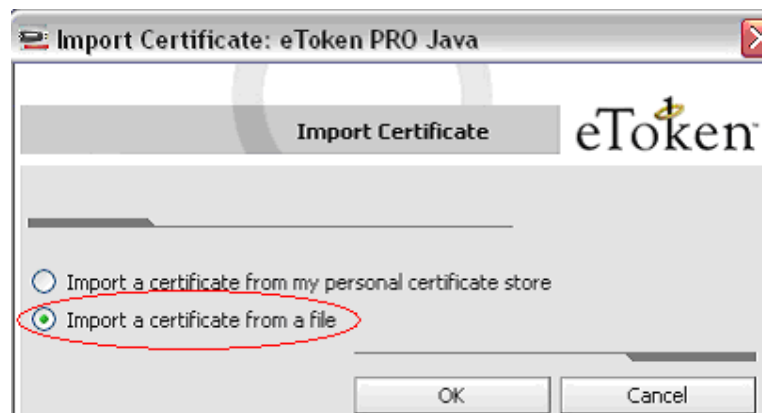 Import Certificate: eToken PRO Java
Import Certificate
eToken™
Import a certificate from my personal certificate store
Import a certificate from a file
OK
Cancel